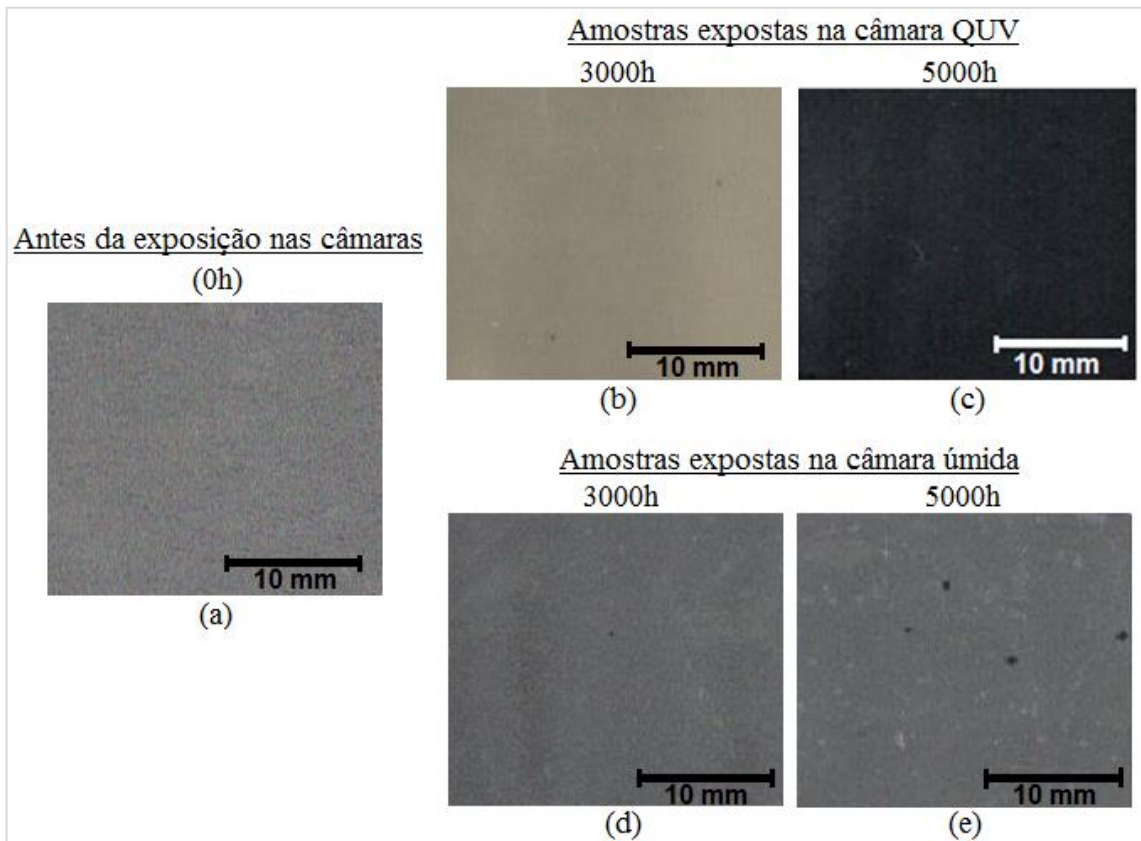 Amostras expostas na câmara QUV
3000h
5000h
Antes da exposição nas câmaras
(0h)
10 mm
10 mm
10 mm
(a)
(b)
(c)
Amostras expostas na câmara úmida
3000h
5000h
10 mm
10 mm
(d)
(e)